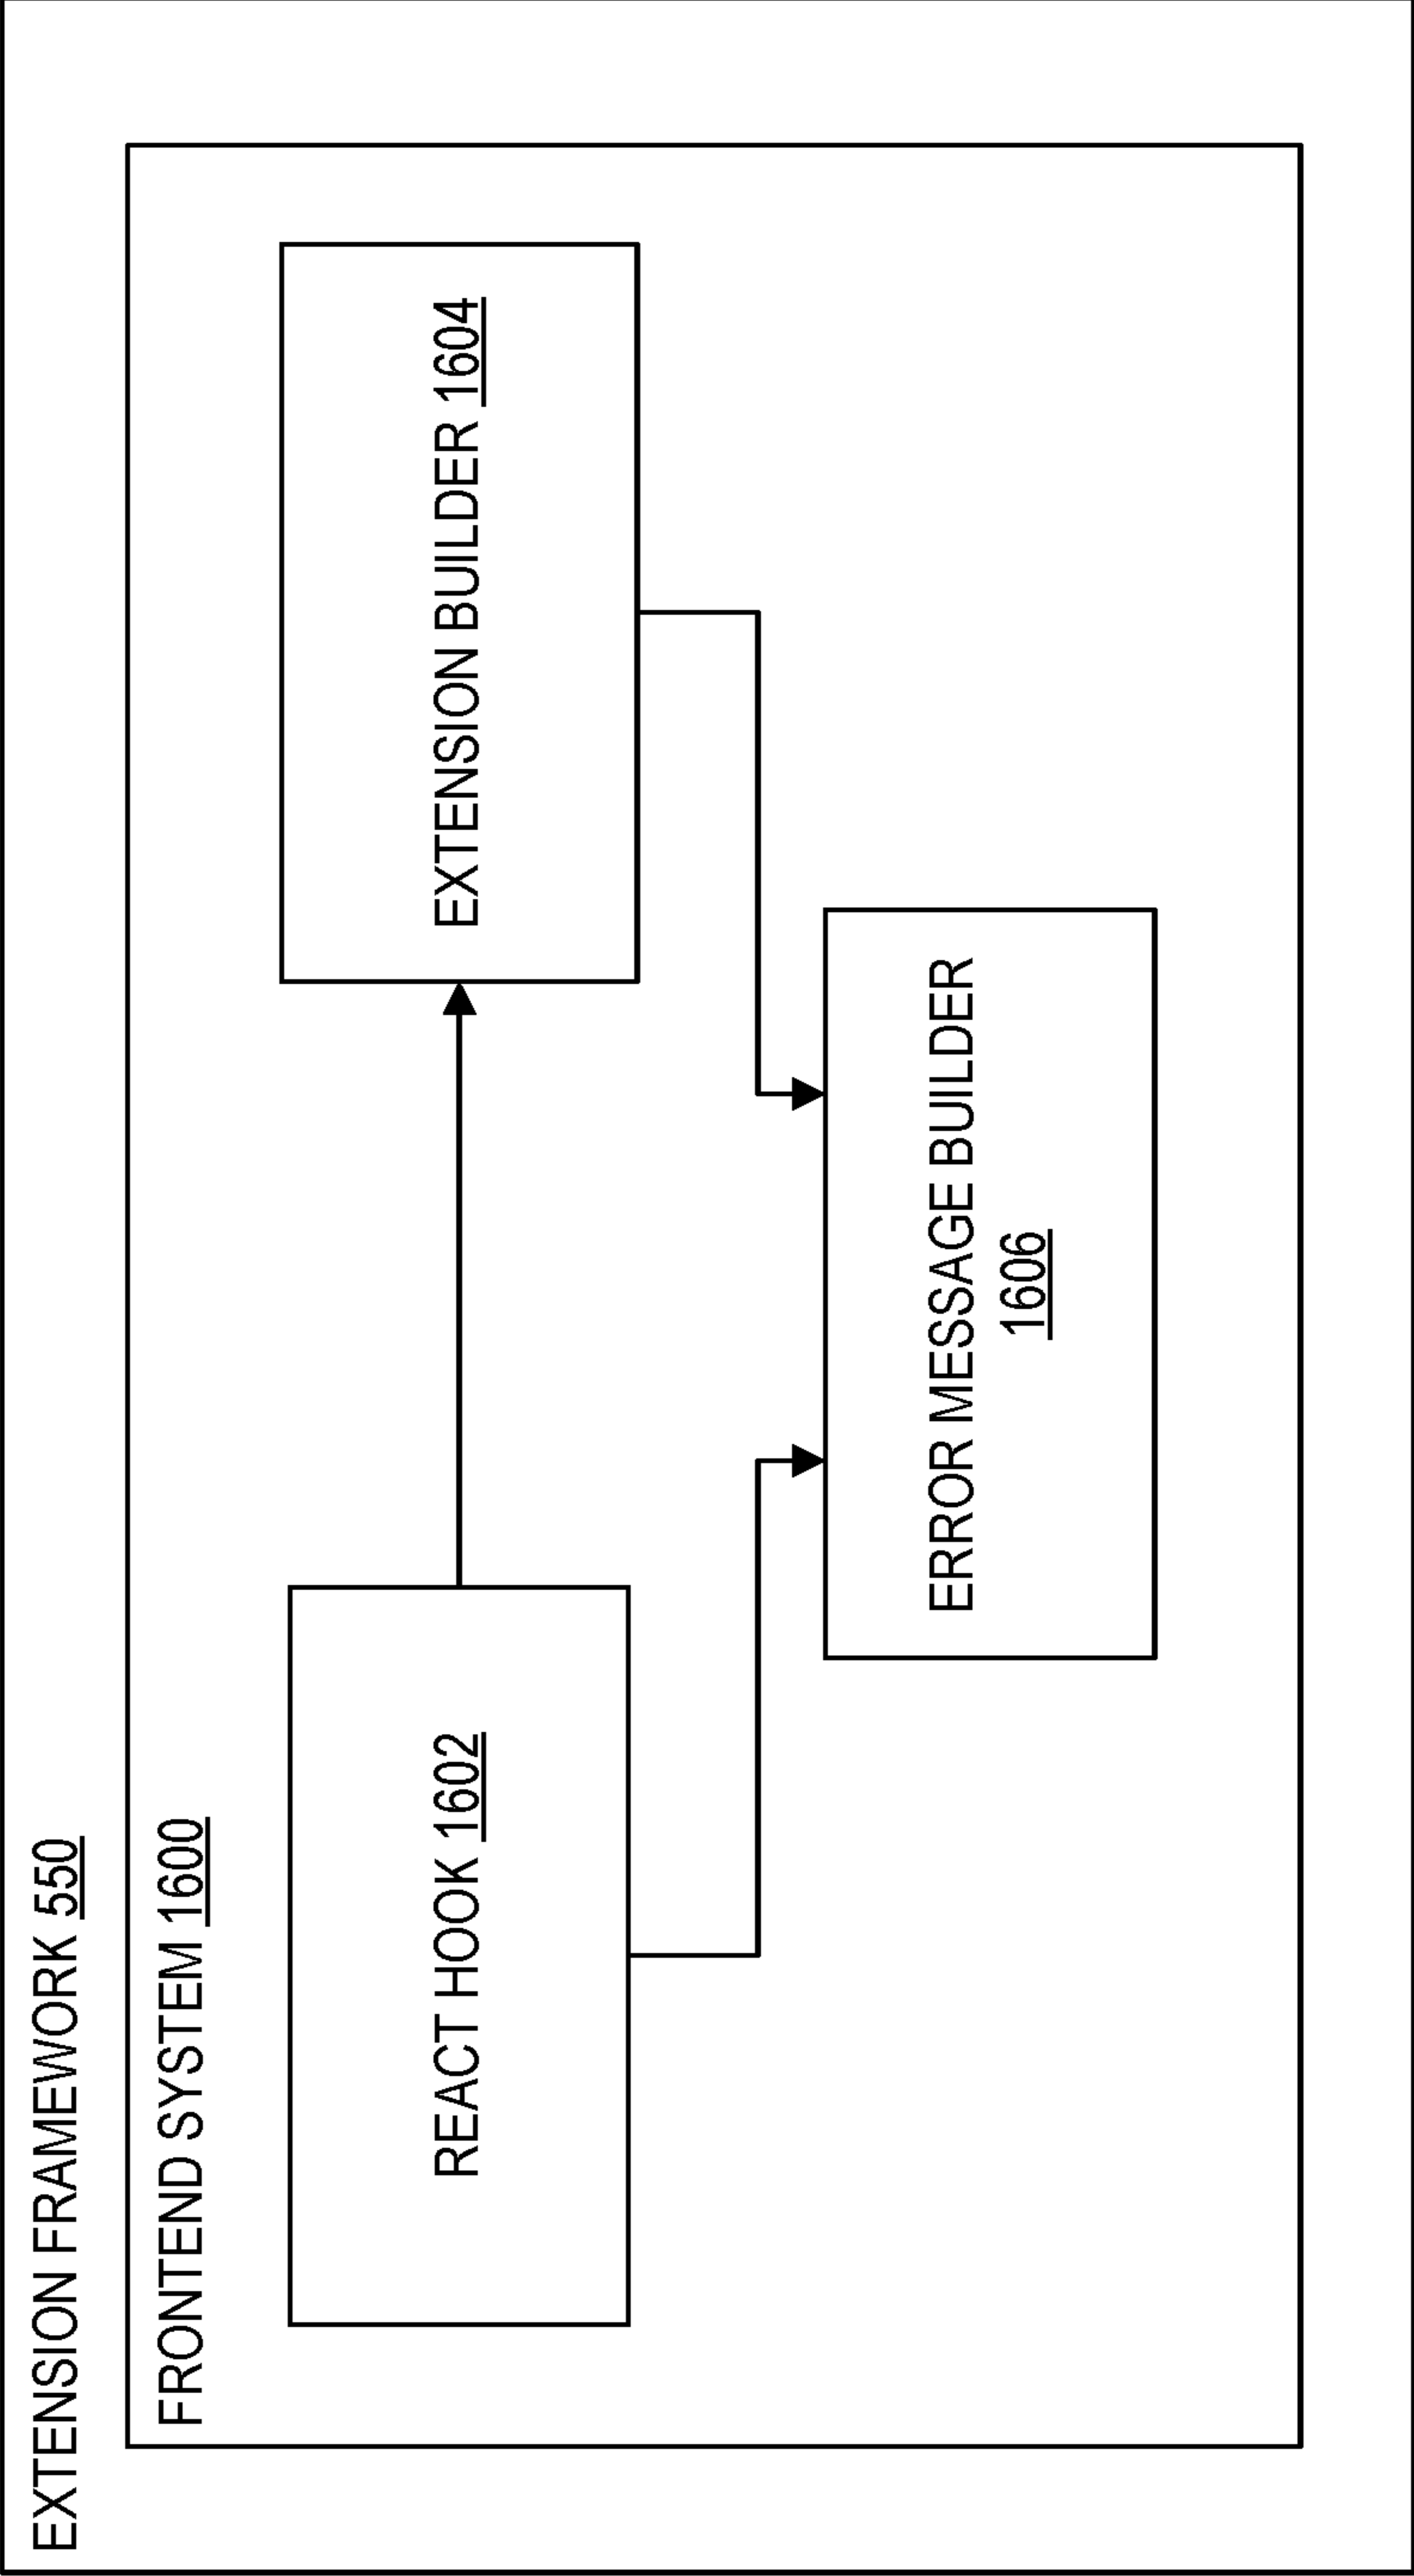 EXTENSION FRAMEWORK 550
FRONTEND SYSTEM 1600
REACT HOOK 1602
EXTENSION BUILDER 1604
ERROR MESSAGE BUILDER
1606